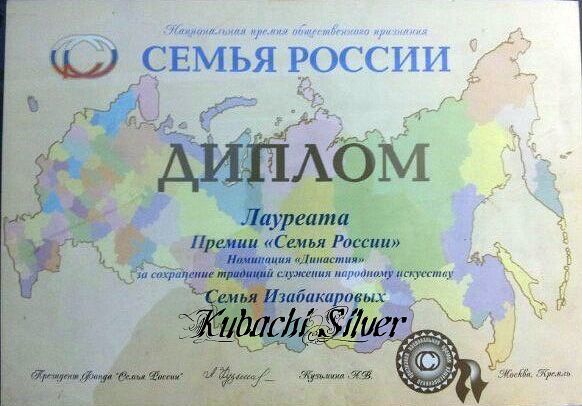 Национальная премия общественного признания
СЕМЬЯ РОССИИ
ДИПЛОМ
Лауреата
Премии «Семья России»
Номинация «Династия»
за сохранение традиций служения народному искусству
Семья Изабакаровых
Kubachi Silver
Президент Фонда "Семья России" Кузьмина Н.В. Москва, Кремль